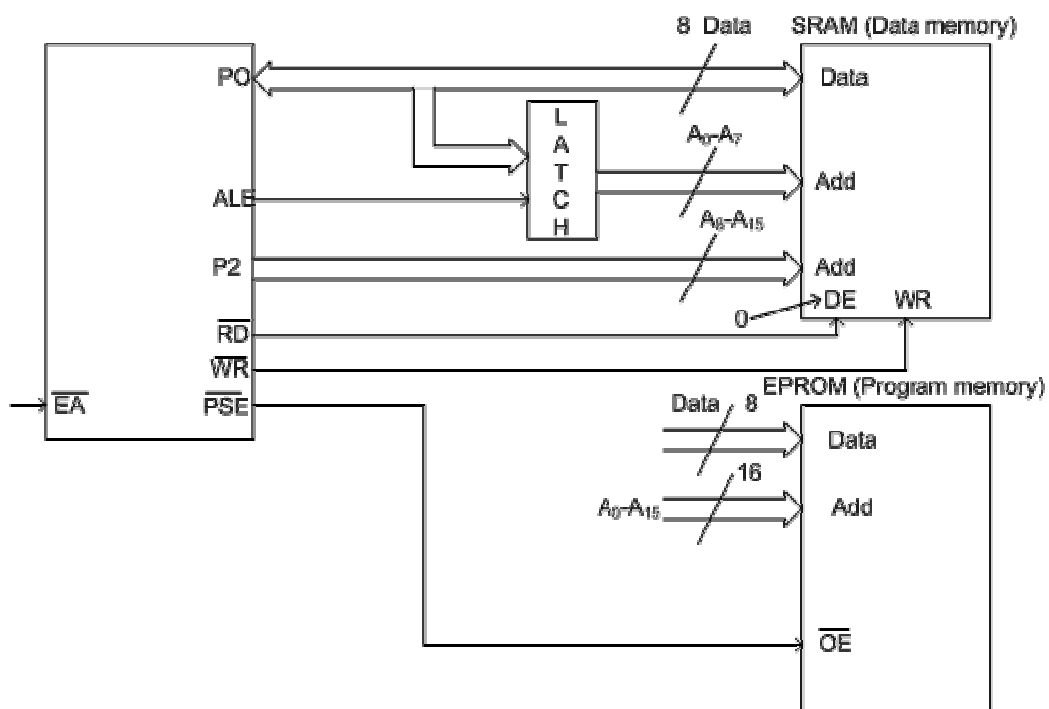 8 Data
SRAM (Data memory)
PO
Data
LATCH
A0-A7
ALE
Add
A8-A15
P2
Add
0
DE WR
RD
WR
EA
PSE
EPROM (Program memory)
Data 8
Data
16
A0-A15
Add
OE